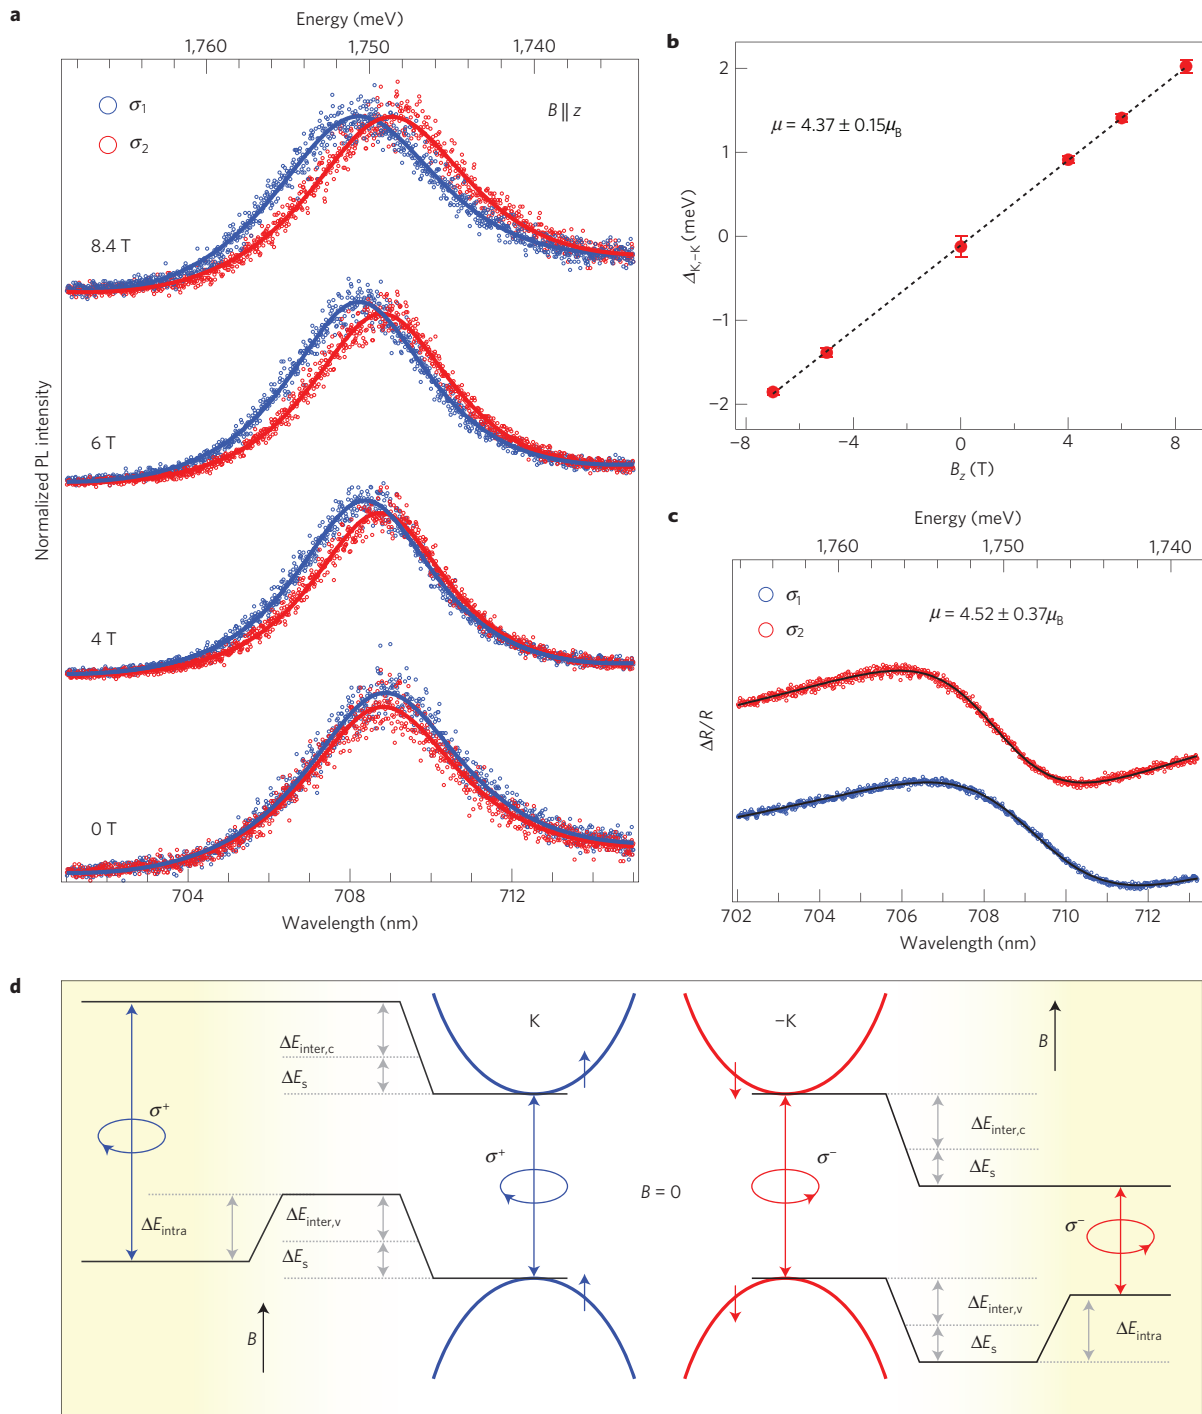 a
Energy (meV)
1,760 1,750 1,740
σ1
σ2
B ∥ z
8.4 T
6 T
4 T
0 T
Normalized PL intensity
704 708 712
Wavelength (nm)
b
2
1
0
−1
−2
μ = 4.37 ± 0.15μB
ΔK,−K (meV)
−8 −4 0 4 8
Bz (T)
c
Energy (meV)
1,760 1,750 1,740
σ1
σ2
μ = 4.52 ± 0.37μB
ΔR/R
702 704 706 708 710 712
Wavelength (nm)
d
K
−K
B
ΔEinter,c
ΔEs
σ+
ΔEintra
ΔEinter,v
ΔEs
B
σ+
B = 0
σ−
ΔEinter,c
ΔEs
σ−
ΔEinter,v
ΔEs
ΔEintra